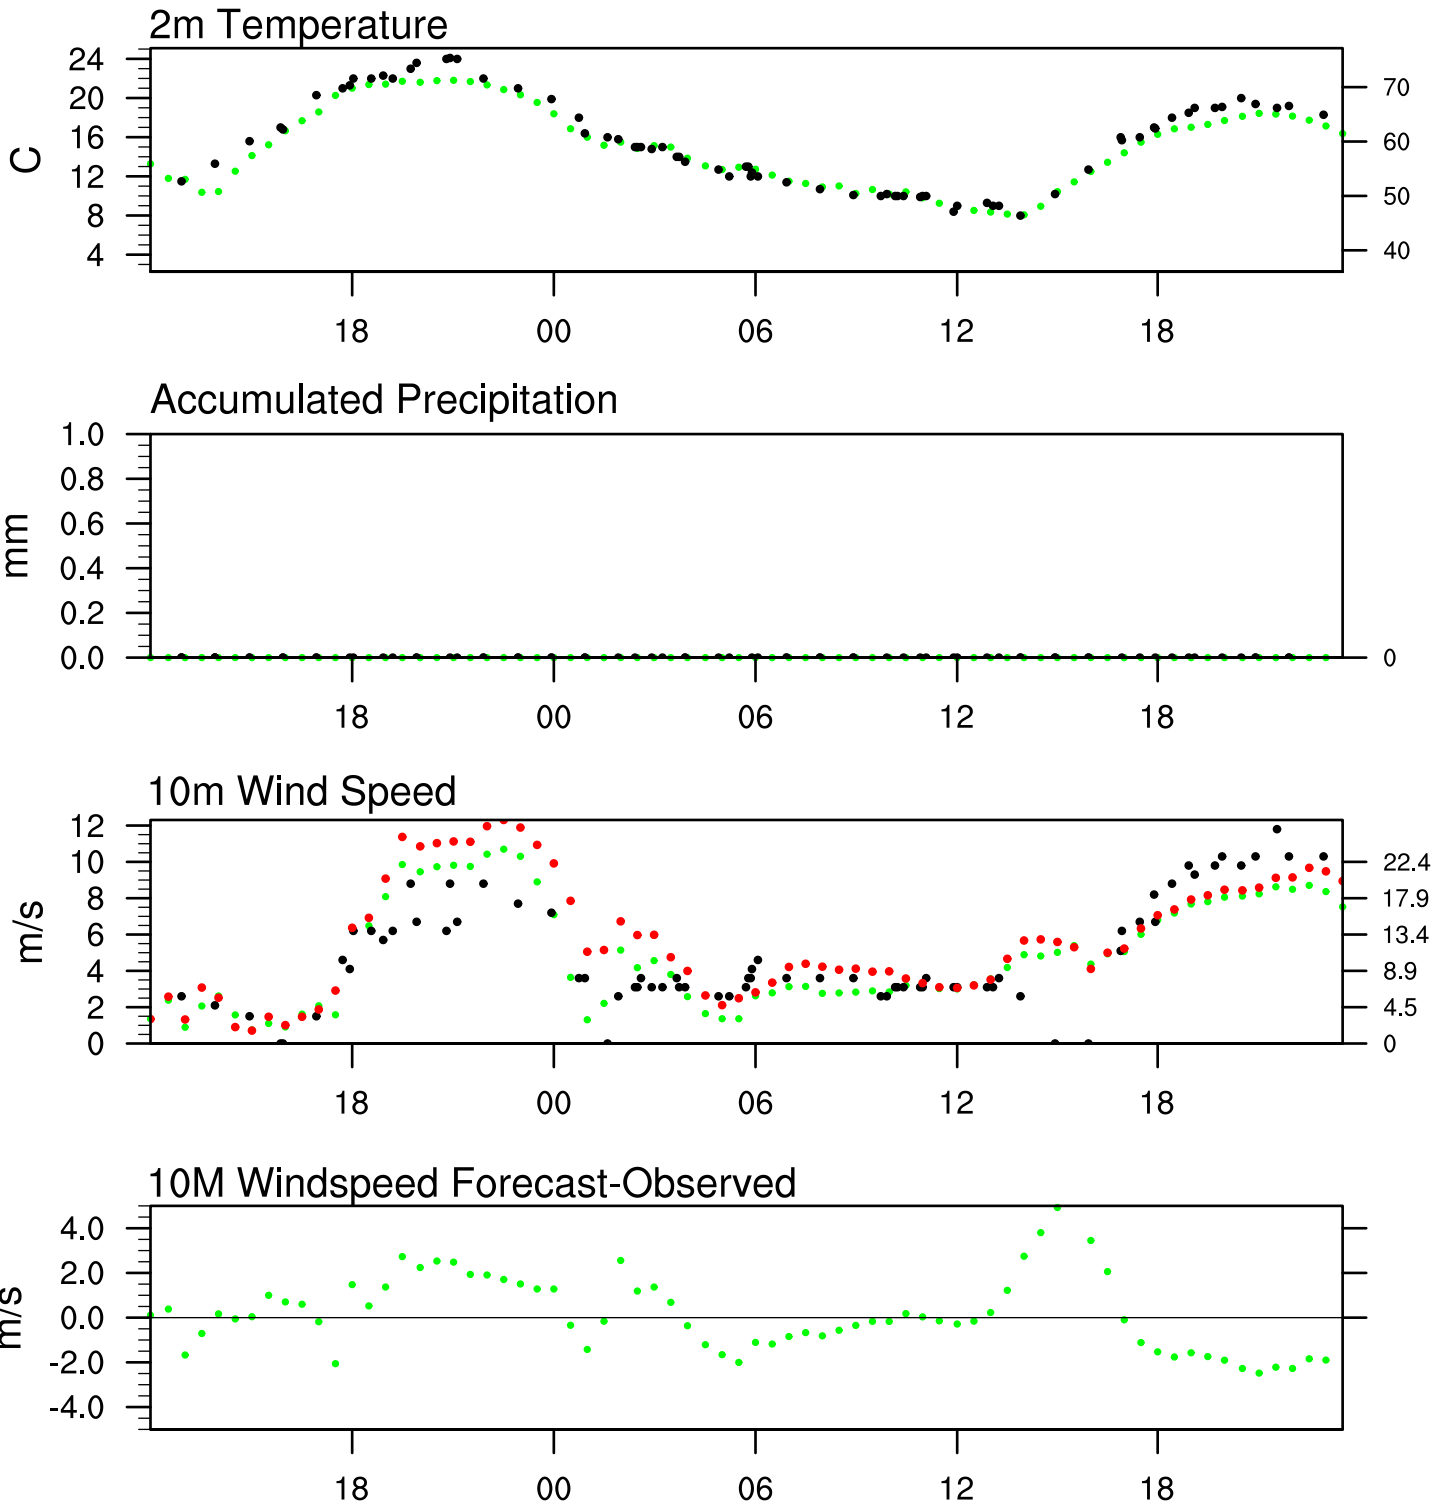 2m Temperature
24
20
16
12
8
4
C
70
60
50
40
18 00 06 12 18
Accumulated Precipitation
1.0
0.8
0.6
0.4
0.2
0.0
mm
0
18 00 06 12 18
10m Wind Speed
12
10
8
6
4
2
0
m/s
22.4
17.9
13.4
8.9
4.5
0
18 00 06 12 18
10M Windspeed Forecast-Observed
4.0
2.0
0.0
-2.0
-4.0
m/s
18 00 06 12 18